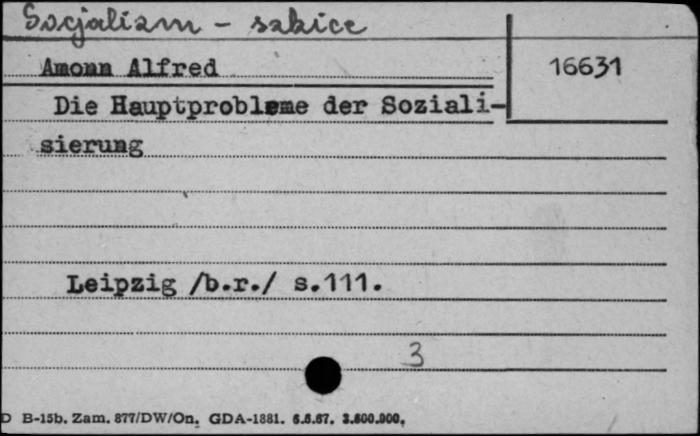 Socjalizm - szkice
Amonn Alfred
16631
Die Hauptprobleme der Soziali-
sierung
Leipzig /b.r./ s.111.
3
D B-15b. Zam. 877/DW/On. GDA-1881. 6.6.67. 3.800.000.